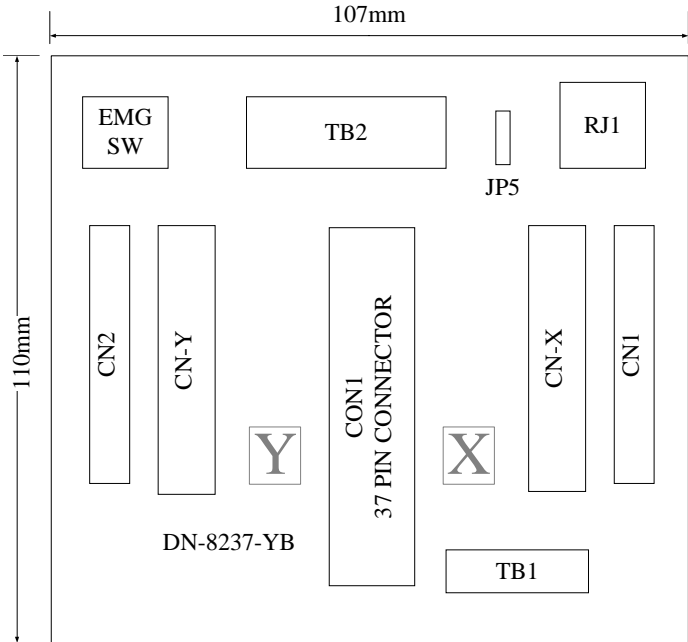 107mm
EMG
SW
TB2
RJ1
JP5
110mm
CN2
CN-Y
CON1
37 PIN CONNECTOR
CN-X
CN1
Y
X
DN-8237-YB
TB1